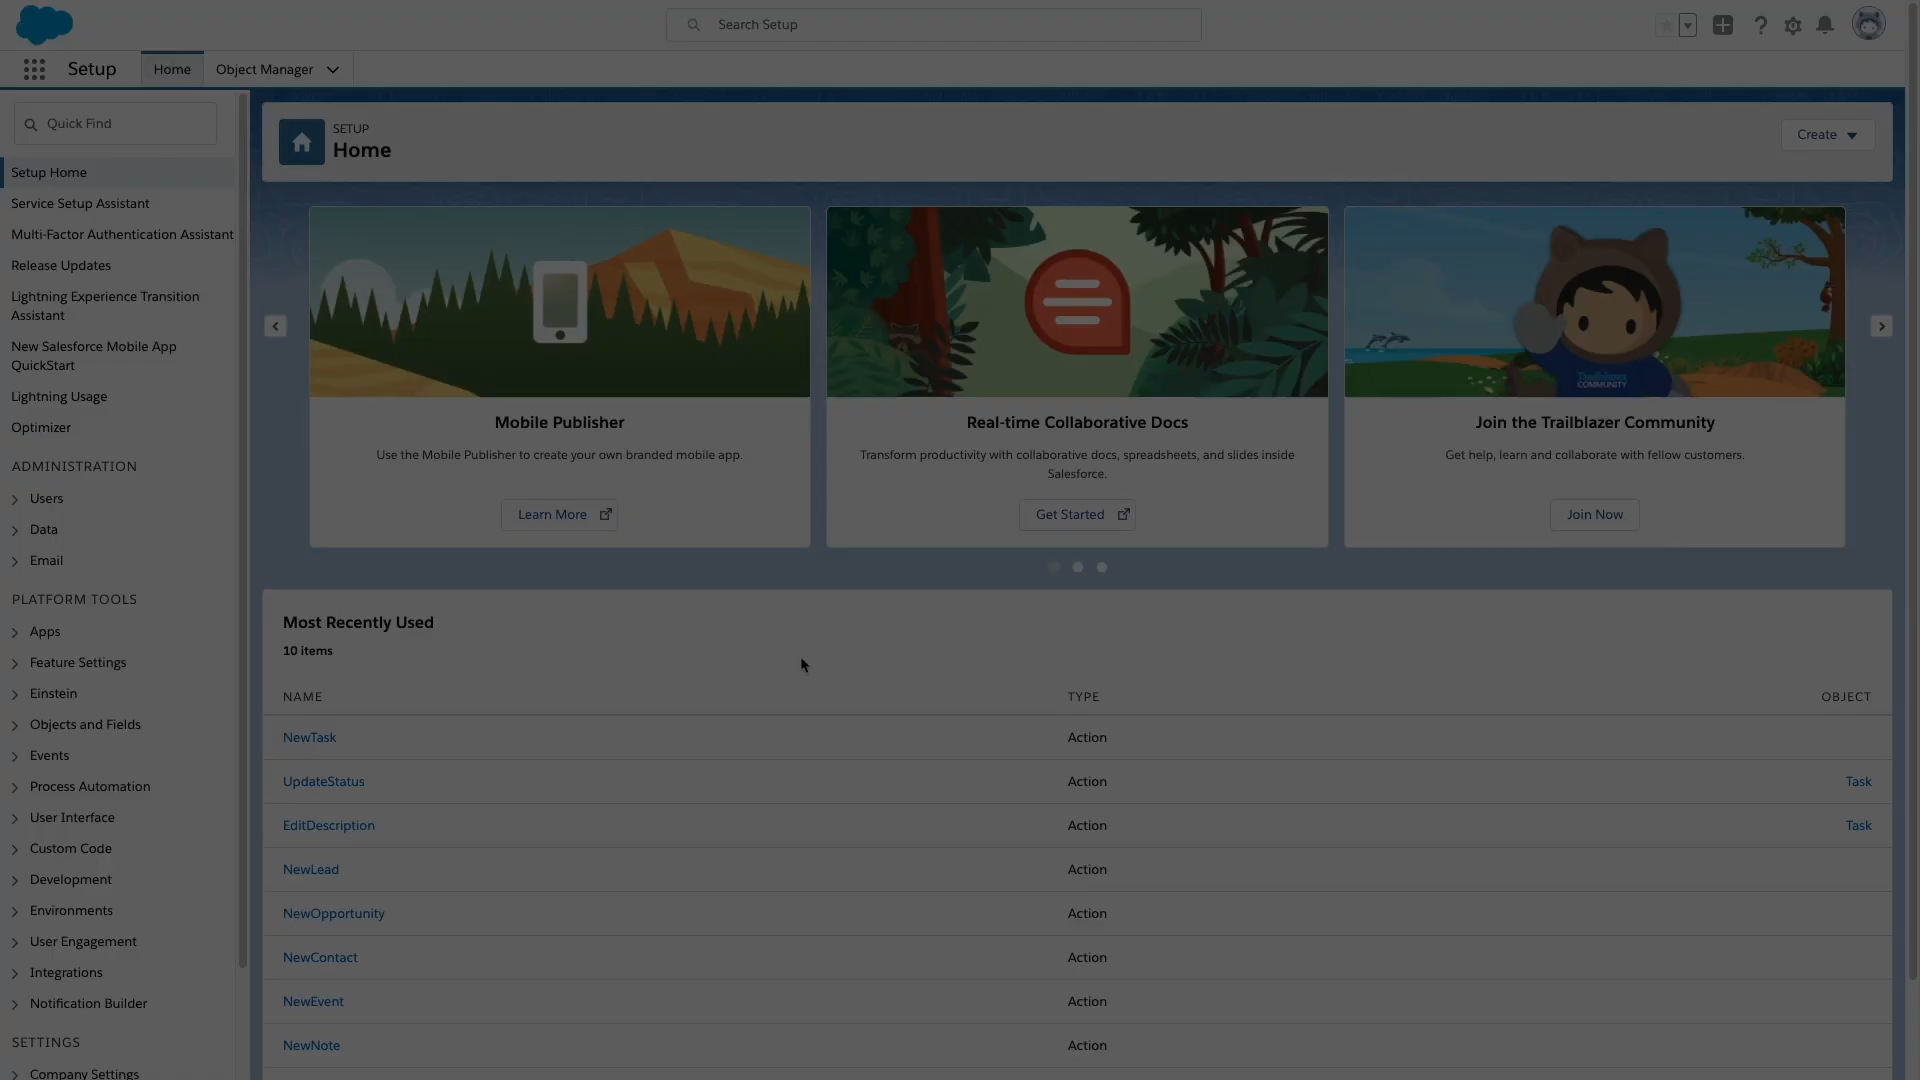 Search Setup
Setup
Home
Object Manager
Quick Find
Setup Home
Service Setup Assistant
Multi-Factor Authentication Assistant
Release Updates
Lightning Experience Transition
Assistant
New Salesforce Mobile App
QuickStart
Lightning Usage
Optimizer
ADMINISTRATION
Users
Data
Email
PLATFORM TOOLS
Apps
Feature Settings
Einstein
Objects and Fields
Events
Process Automation
User Interface
Custom Code
Development
Environments
User Engagement
Integrations
Notification Builder
SETTINGS
Company Settings
SETUP
Home
Create
Mobile Publisher
Use the Mobile Publisher to create your own branded mobile app.
Learn More
Real-time Collaborative Docs
Transform productivity with collaborative docs, spreadsheets, and slides inside
Salesforce.
Get Started
Trailblazer
COMMUNITY
Join the Trailblazer Community
Get help, learn and collaborate with fellow customers.
Join Now
Most Recently Used
10 items
NAME TYPE OBJECT
NewTask Action
UpdateStatus Action Task
EditDescription Action Task
NewLead Action
NewOpportunity Action
NewContact Action
NewEvent Action
NewNote Action